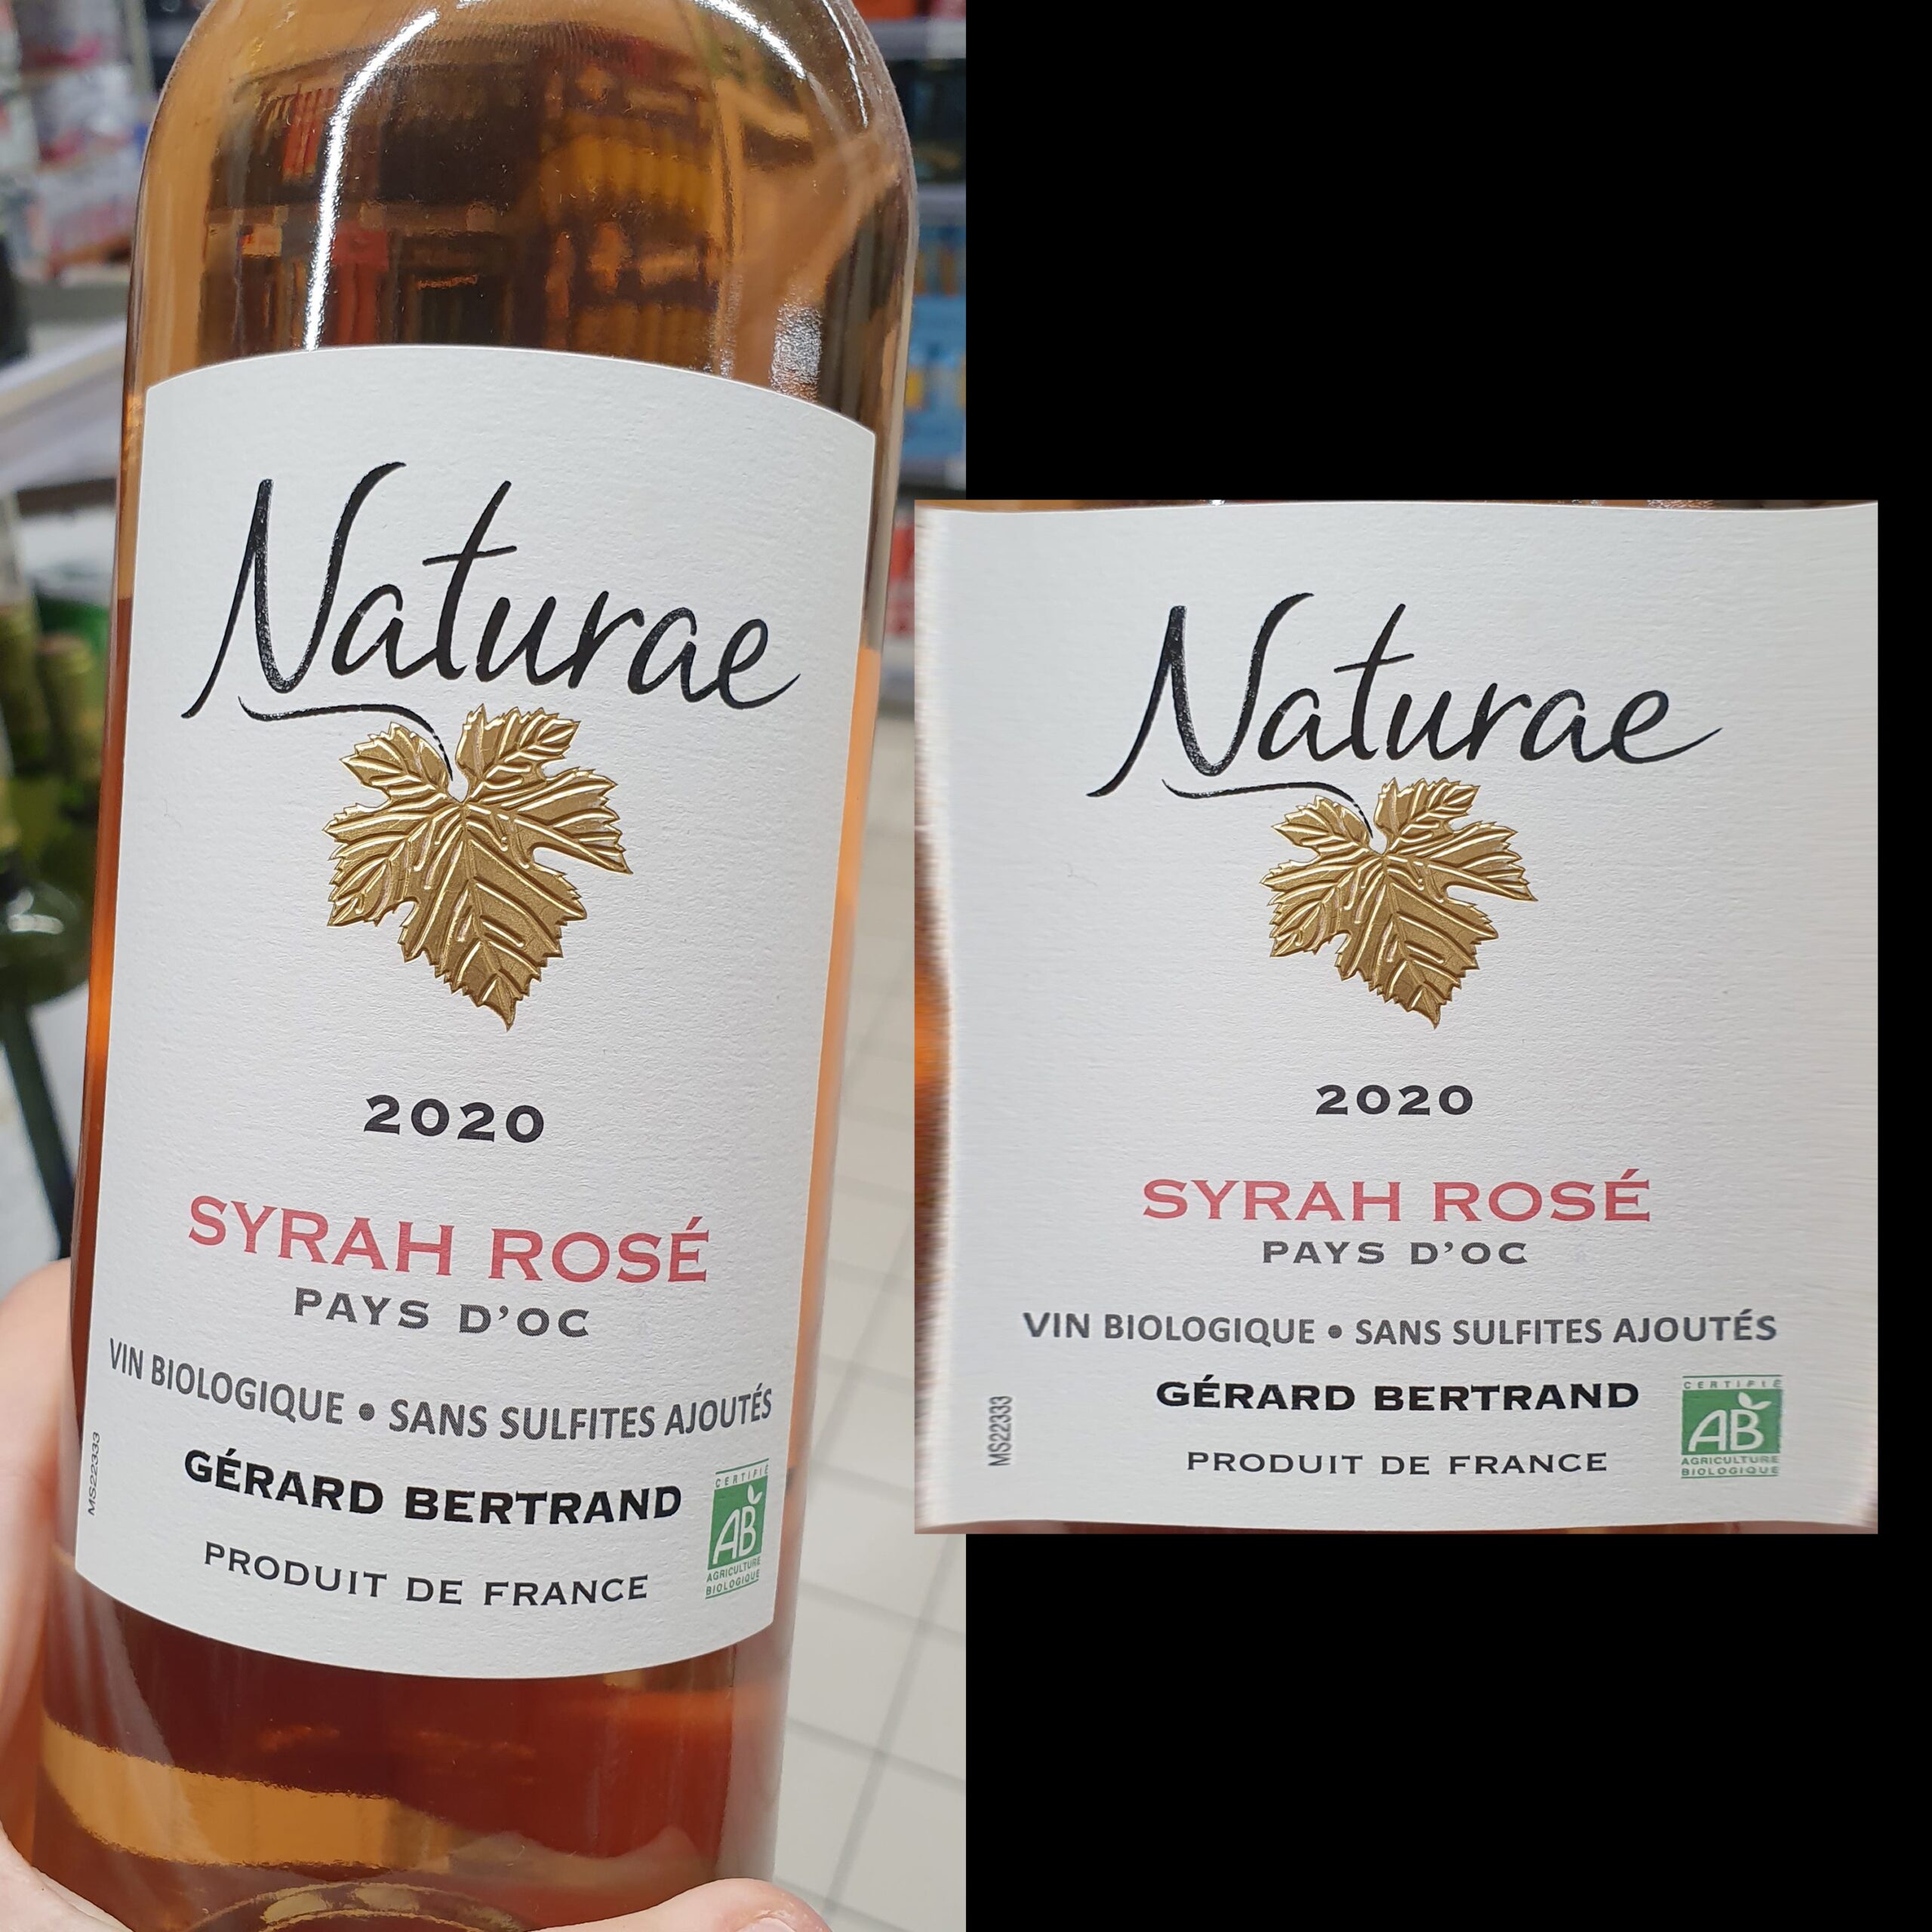 Naturae
2020
SYRAH ROSÉ
PAYS D'OC
VIN BIOLOGIQUE • SANS SULFITES AJOUTÉS
GÉRARD BERTRAND
PRODUIT DE FRANCE
MS22333
CERTIFIÉ
AB
AGRICULTURE
BIOLOGIQUE
Naturae
2020
SYRAH ROSÉ
PAYS D'OC
VIN BIOLOGIQUE • SANS SULFITES AJOUTÉS
GÉRARD BERTRAND
PRODUIT DE FRANCE
MS22333
CERTIFIÉ
AB
AGRICULTURE
BIOLOGIQUE